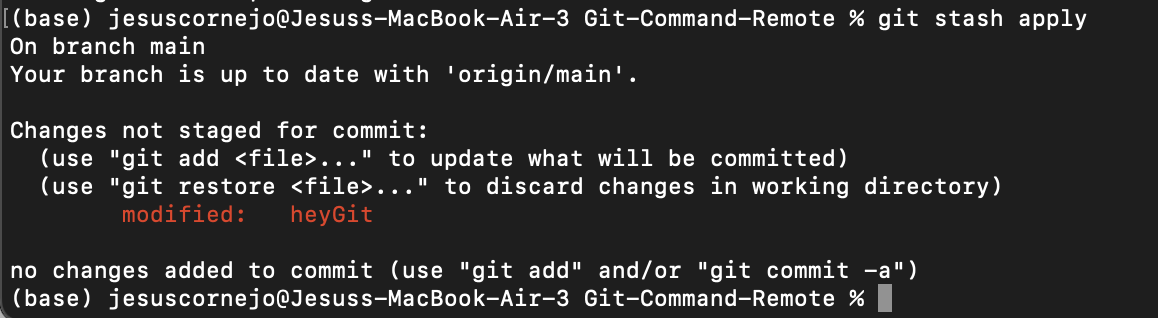 [(base) jesuscornejo@Jesuss-MacBook-Air-3 Git-Command-Remote % git stash apply
On branch main
Your branch is up to date with 'origin/main'.
Changes not staged for commit:
(use "git add <file>..." to update what will be committed)
(use "git restore <file>..." to discard changes in working directory)
modified: heyGit
no changes added to commit (use "git add" and/or "git commit -a")
(base) jesuscornejo@Jesuss-MacBook-Air-3 Git-Command-Remote %